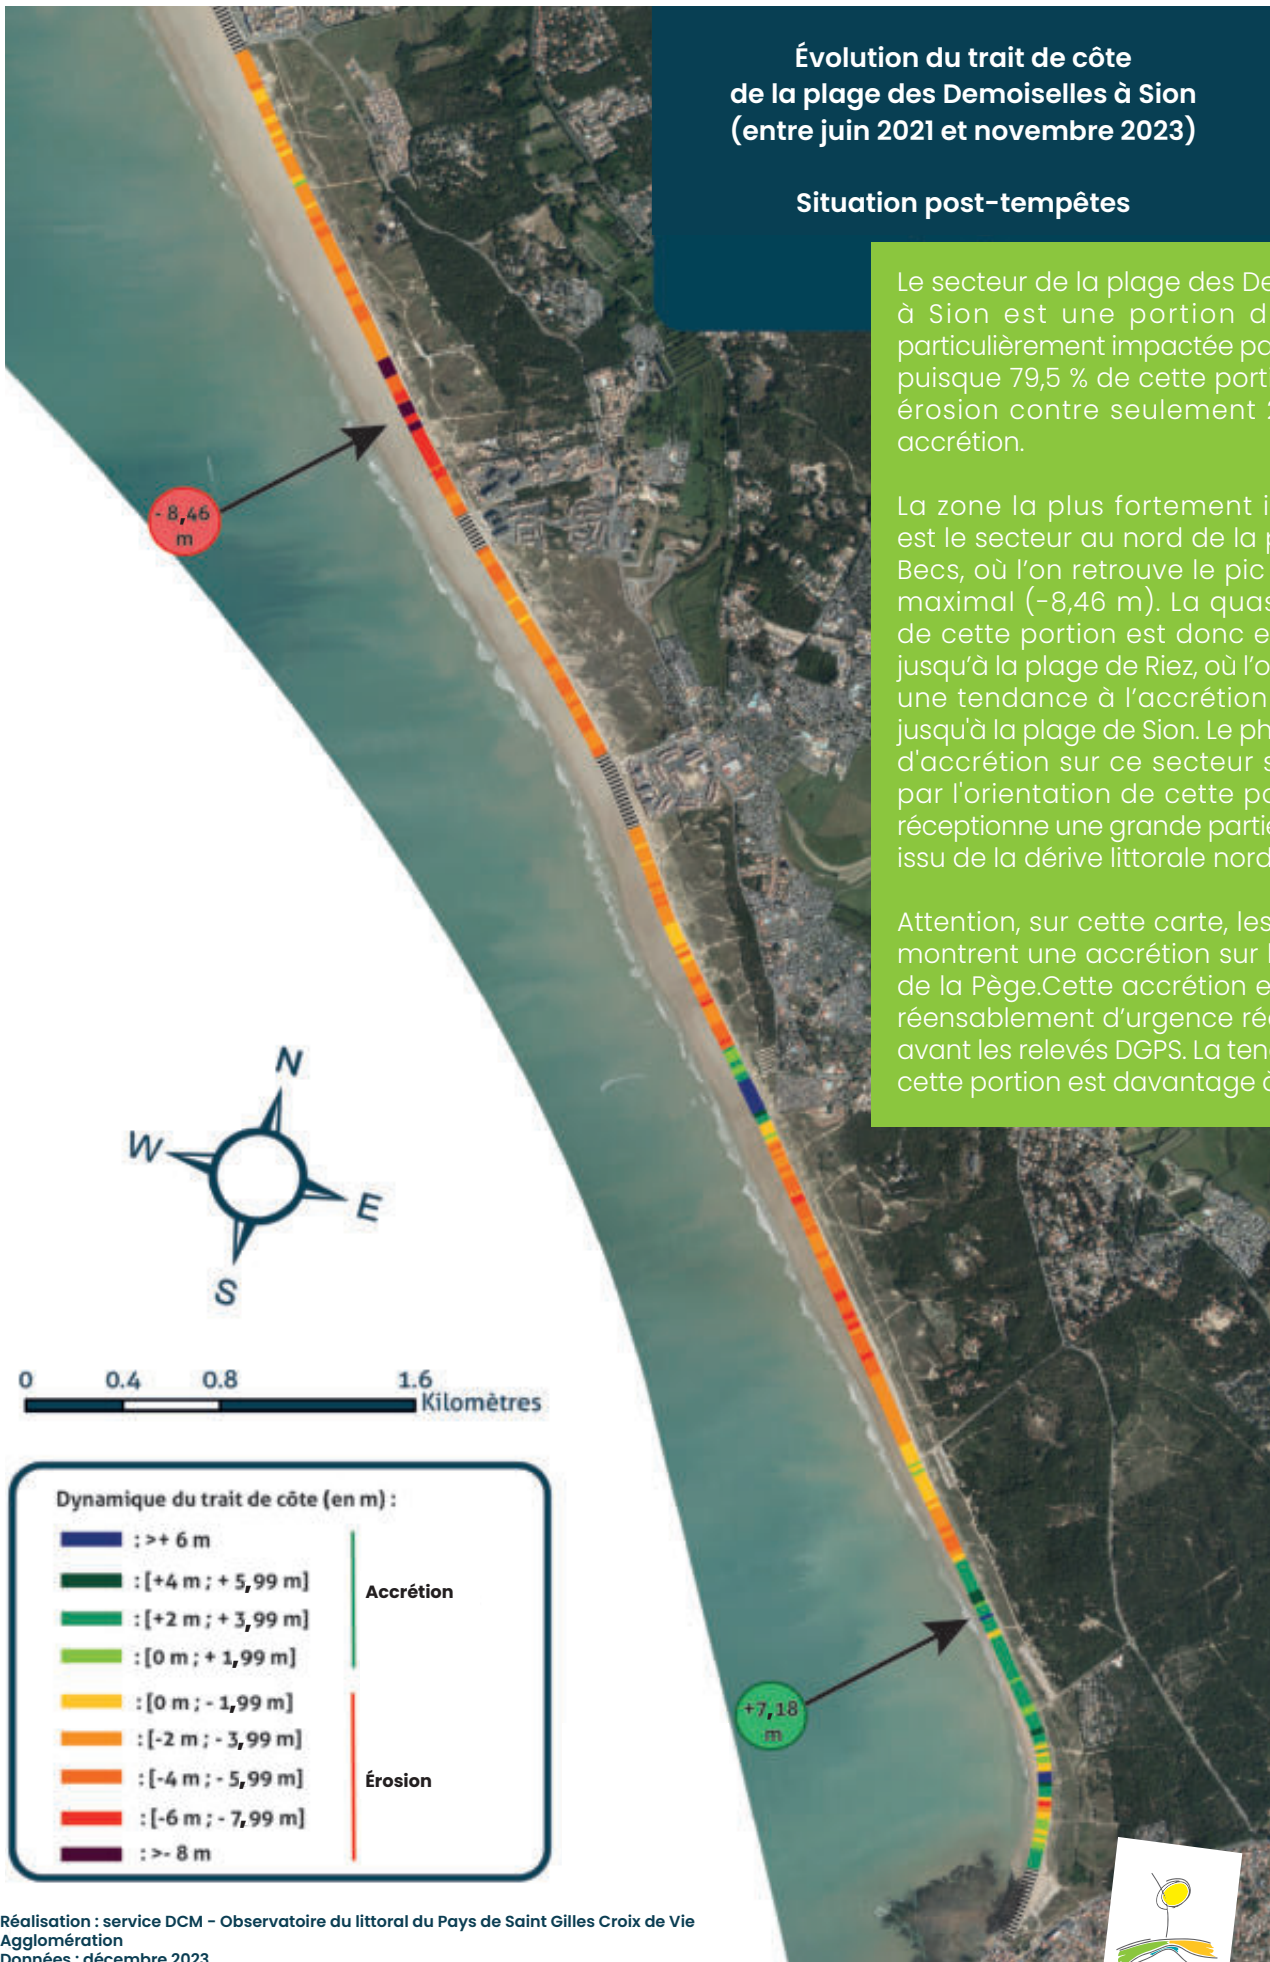 Évolution du trait de côte
de la plage des Demoiselles à Sion
(entre juin 2021 et novembre 2023)
Situation post-tempêtes
Le secteur de la plage des De
à Sion est une portion d
particulièrement impactée pa
puisque 79,5 % de cette port
érosion contre seulement 2
accrétion.
La zone la plus fortement i
est le secteur au nord de la p
Becs, où l'on retrouve le pic
maximal (-8,46 m). La quas
de cette portion est donc e
jusqu'à la plage de Riez, où l'o
une tendance à l'accrétion
jusqu'à la plage de Sion. Le ph
d'accrétion sur ce secteur s
par l'orientation de cette po
réceptionne une grande partie
issu de la dérive littorale nord
Attention, sur cette carte, les
montrent une accrétion sur l
de la Pège.Cette accrétion e
réensablement d'urgence réa
avant les relevés DGPS. La ten
cette portion est davantage à
- 8,46
m
N
W
E
S
0 0.4 0.8 1.6
Kilomètres
Dynamique du trait de côte (en m) :
: >+ 6 m
: [+4 m ; + 5,99 m]
: [+2 m ; + 3,99 m]
: [0 m ; + 1,99 m]
Accrétion
: [0 m ; - 1,99 m]
: [-2 m ; - 3,99 m]
: [-4 m ; - 5,99 m]
: [-6 m ; - 7,99 m]
: >- 8 m
Érosion
+7,18
m
Réalisation : service DCM - Observatoire du littoral du Pays de Saint Gilles Croix de Vie
Agglomération
Données : décembre 2023